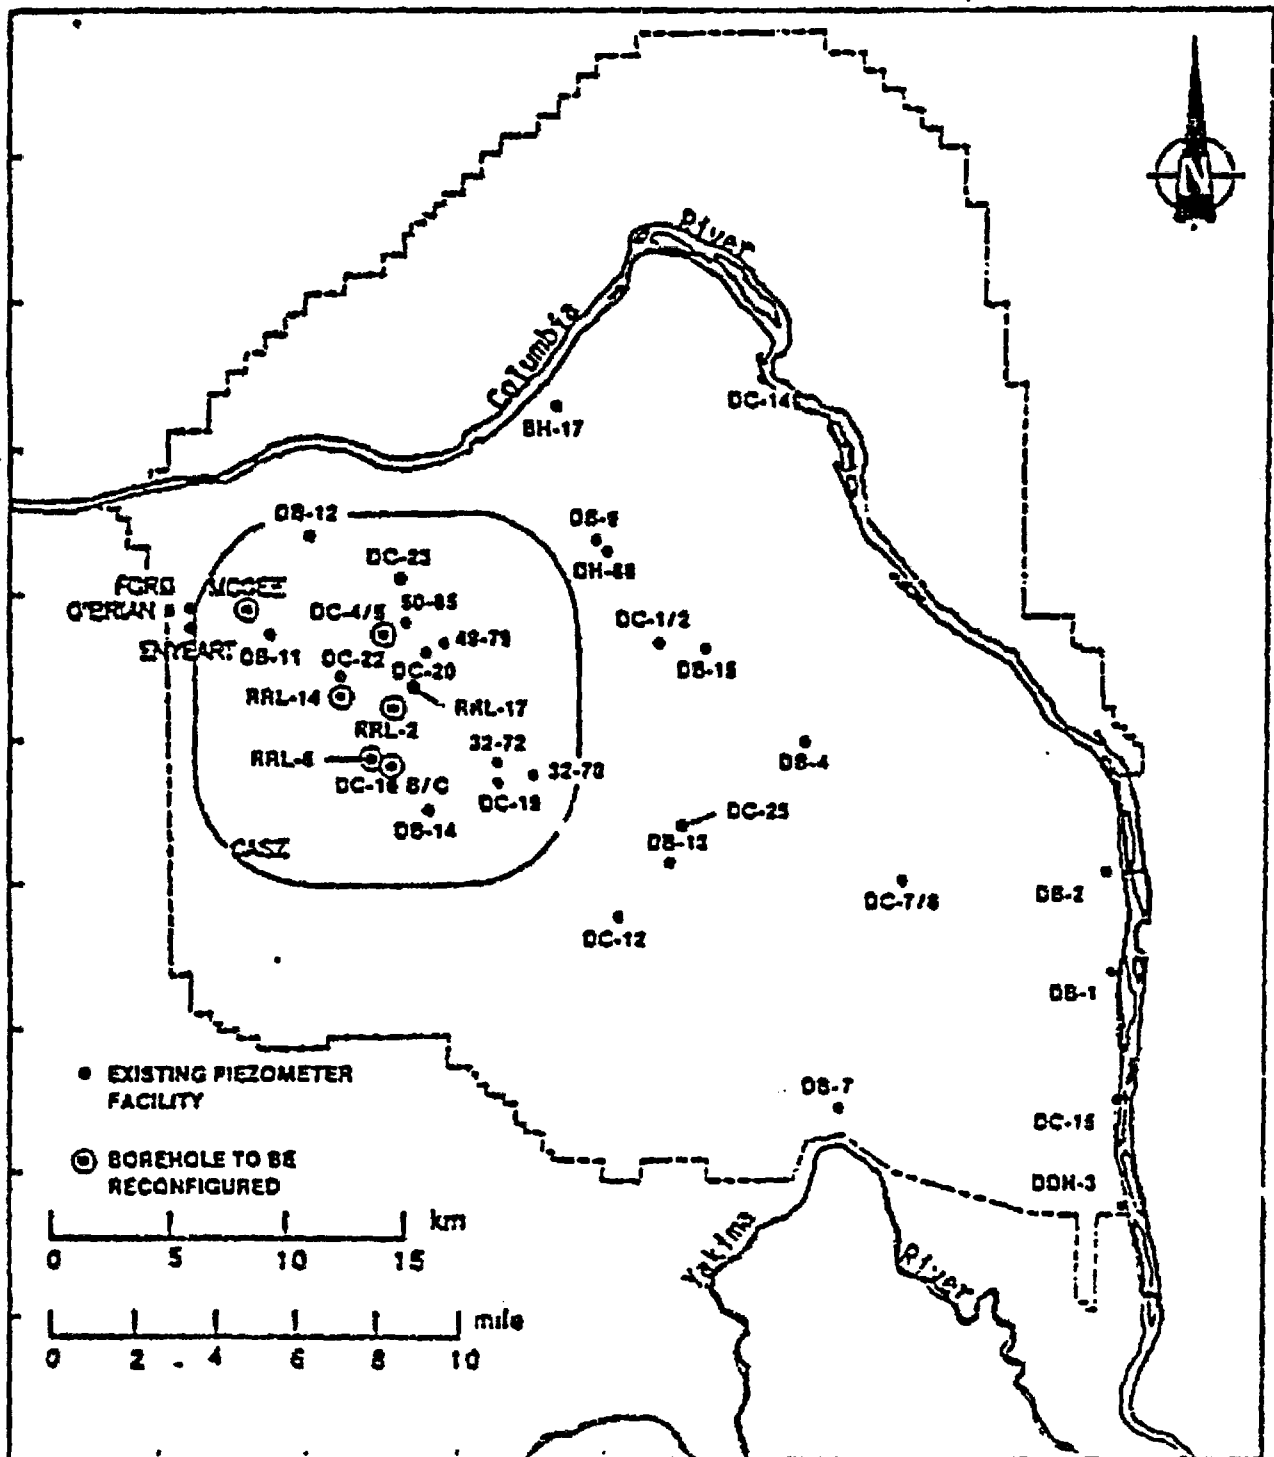 River
Columbia
N
DC-14
BH-17
DB-12
DB-9
DC-23
DH-88
FORD
MCGEE
O'BRIAN
DC-4/5
50-85
DC-1/2
ENYEART
DB-11
DC-22
49-79
DC-20
DB-15
RRL-14
RRL-17
RRL-2
32-72
RRL-6
DB-4
DC-16 B/C
DC-19
DC-25
DB-14
DB-13
CASZ
DB-2
DC-7/8
DC-12
DB-1
EXISTING PIEZOMETER
FACILITY
DB-7
DC-15
BOREHOLE TO BE
RECONFIGURED
DDH-3
km
0 5 10 15
Yakima
River
mile
0 2 4 6 8 10